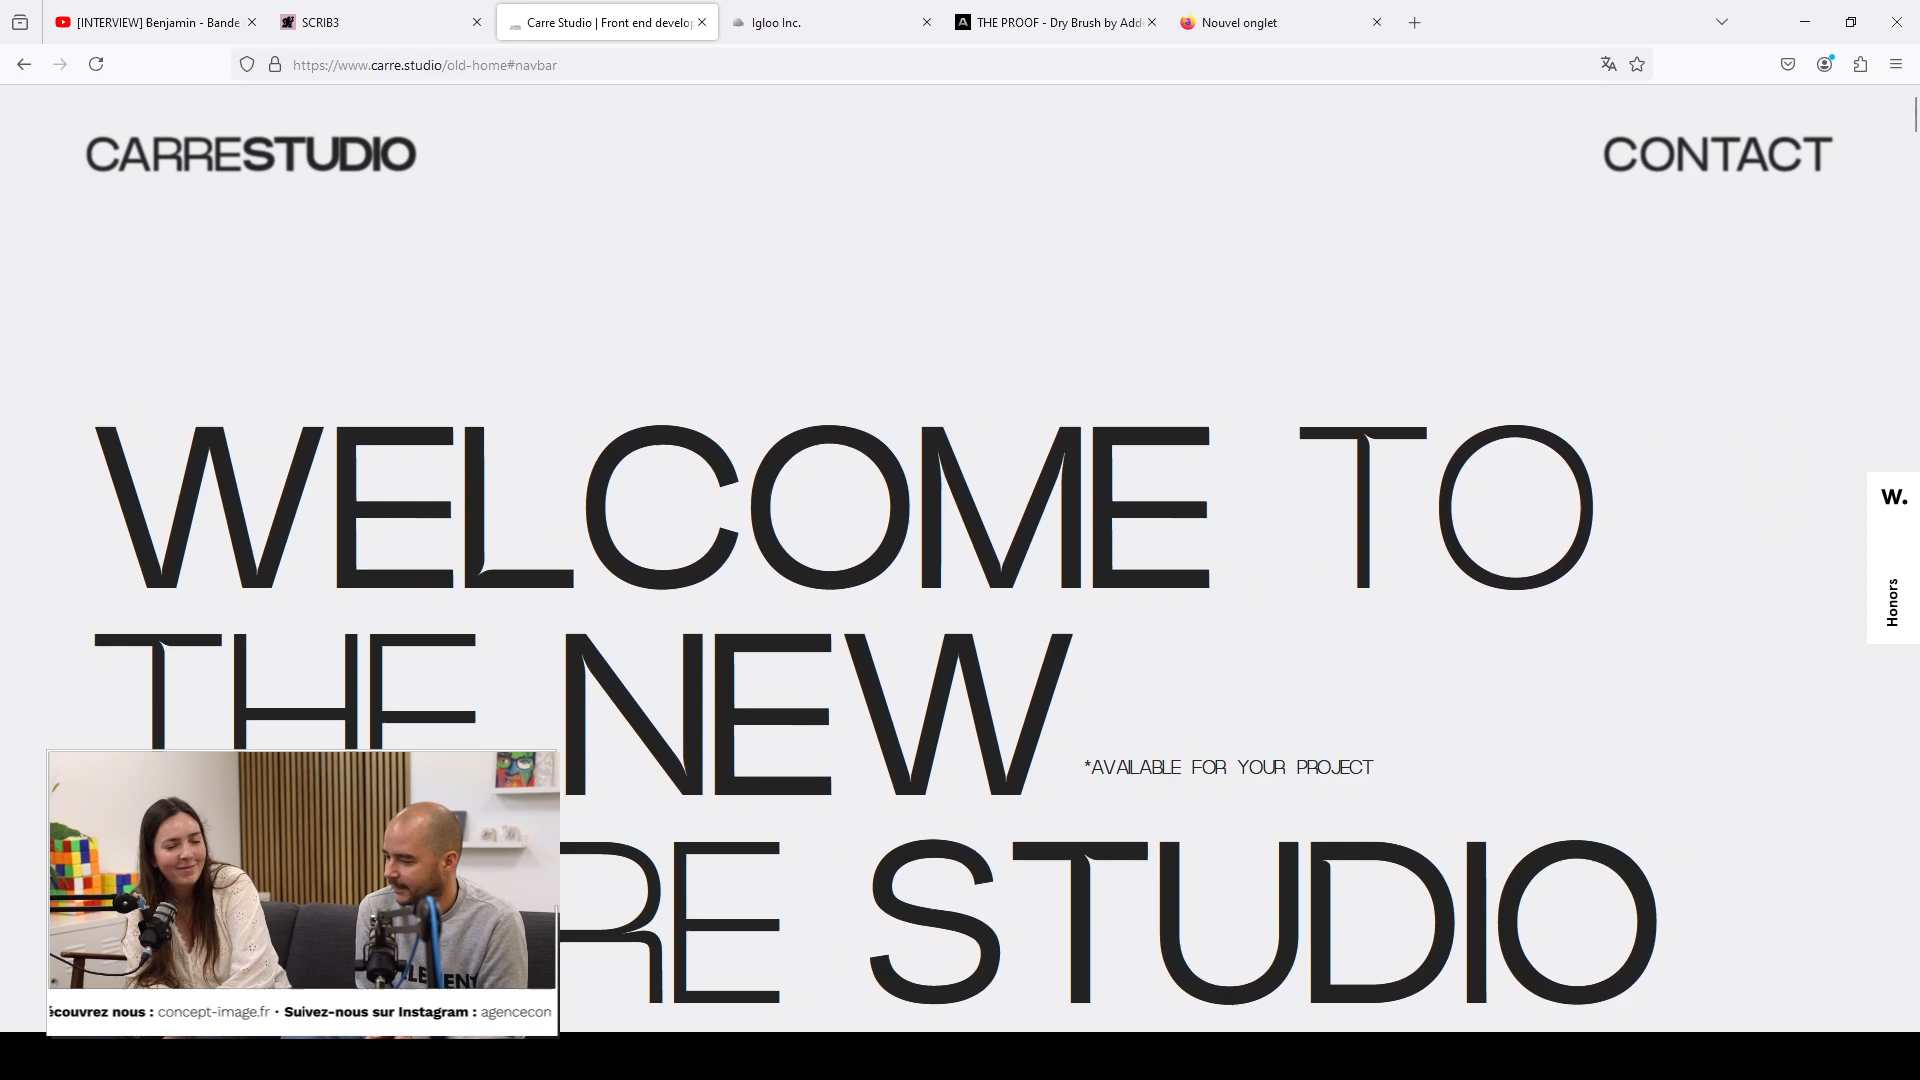 [INTERVIEW] Benjamin - Bande
SCRIB3
Carre Studio | Front end develop
Igloo Inc.
THE PROOF - Dry Brush by Add
Nouvel onglet
https://www.carre.studio/old-home#navbar
CARRESTUDIO
CONTACT
WELCOME TO
THE NEW
*AVAILABLE FOR YOUR PROJECT
RE STUDIO
W.
Honors
écouvrez nous : concept-image.fr · Suivez-nous sur Instagram : agencecon